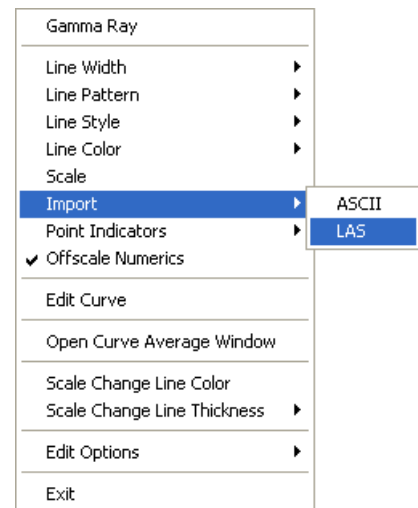 Gamma Ray
Line Width
Line Pattern
Line Style
Line Color
Scale
Import
ASCII
Point Indicators
LAS
Offscale Numerics
Edit Curve
Open Curve Average Window
Scale Change Line Color
Scale Change Line Thickness
Edit Options
Exit